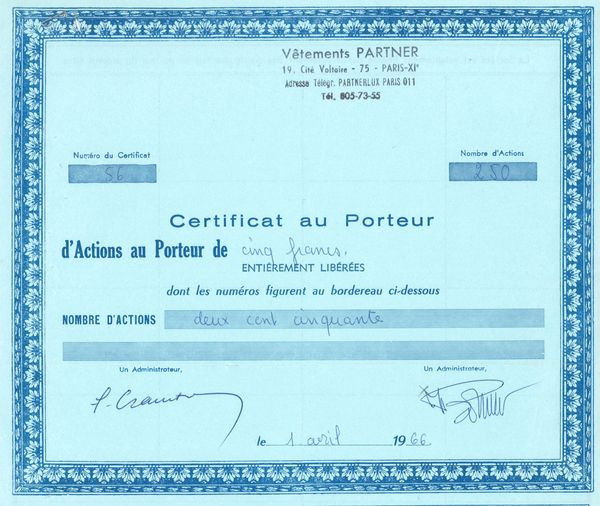 Vêtements PARTNER
19, Cité Voltaire - 75 - PARIS-XIᵉ
Adresse Télégr. PARTNERLUX PARIS 011
Tél. 805-73-55
Numéro du Certificat
Nombre d'Actions
56
250
Certificat au Porteur
d'Actions au Porteur de cinq francs.
ENTIÈREMENT LIBÉRÉES
dont les numéros figurent au bordereau ci-dessous
NOMBRE D'ACTIONS deux cent cinquante
Un Administrateur,
Un Administrateur,
le 1 avril 1966